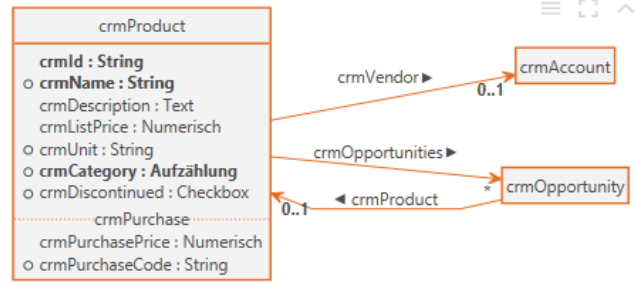 crmProduct
crmId : String
crmName : String
crmDescription : Text
crmListPrice : Numerisch
crmUnit : String
crmCategory : Aufzählung
crmDiscontinued : Checkbox
crmPurchase
crmPurchasePrice : Numerisch
crmPurchaseCode : String
crmVendor ▶
0..1
crmAccount
crmOpportunities ▶
*
crmOpportunity
◀ crmProduct
0..1